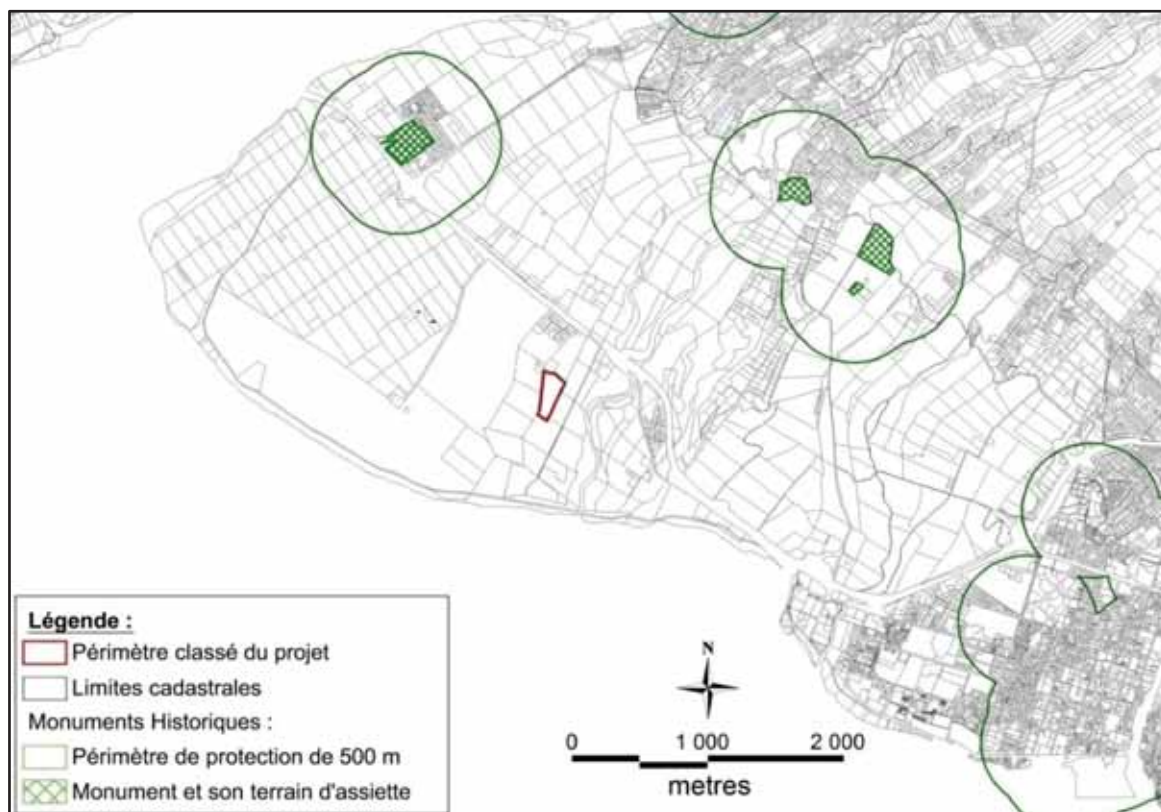 Légende :
Périmètre classé du projet
Limites cadastrales
Monuments Historiques :
Périmètre de protection de 500 m
Monument et son terrain d'assiette
N
0 1 000 2 000
metres